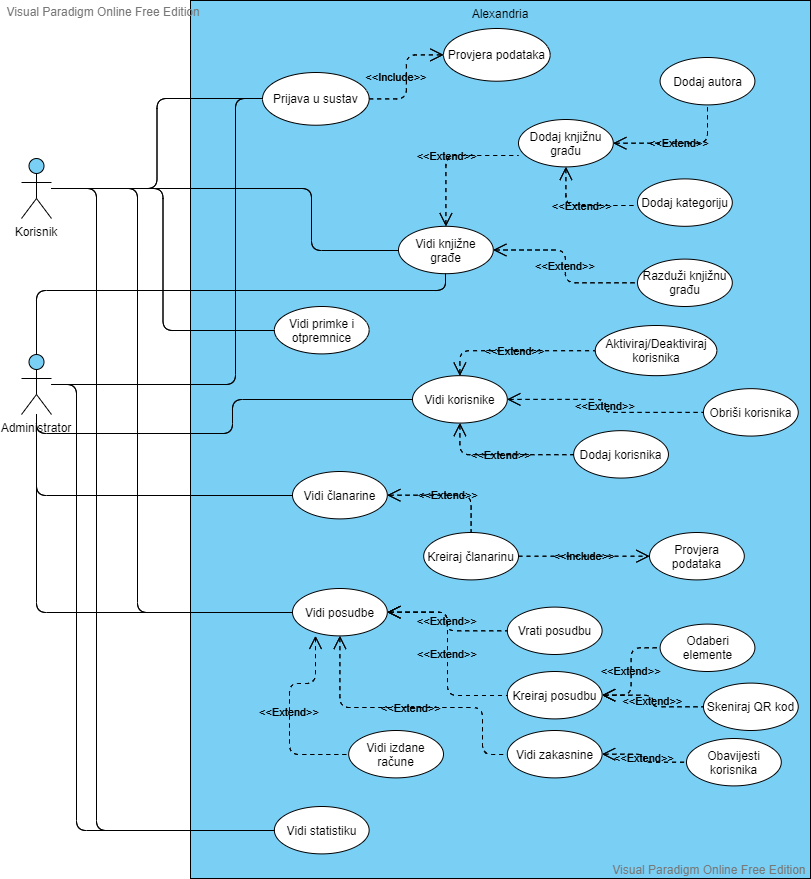 Visual Paradigm Online Free Edition
Alexandria
Provjera podataka
<<Include>>
Prijava u sustav
Dodaj autora
<<Extend>>
Dodaj knjižnu
građu
<<Extend>>
Korisnik
<<Extend>>
Dodaj kategoriju
Vidi knjižne
građe
<<Extend>>
Razduži knjižnu
građu
Vidi primke i
otpremnice
Aktiviraj/Deaktiviraj
korisnika
<<Extend>>
Administrator
Vidi korisnike
<<Extend>>
Obriši korisnika
<<Extend>>
Dodaj korisnika
Vidi članarine
<<Extend>>
Kreiraj članarinu
<<Include>>
Provjera
podataka
Vidi posudbe
<<Extend>>
Vrati posudbu
<<Extend>>
Odaberi
elemente
<<Extend>>
Kreiraj posudbu
<<Extend>>
Skeniraj QR kod
<<Extend>>
<<Extend>>
Vidi izdane
račune
Vidi zakasnine
<<Extend>>
Obavijesti
korisnika
Vidi statistiku
Visual Paradigm Online Free Edition